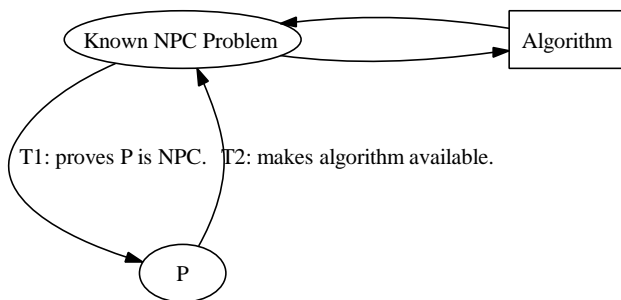 Known NPC Problem
Algorithm
T1: proves P is NPC.
T2: makes algorithm available.
P